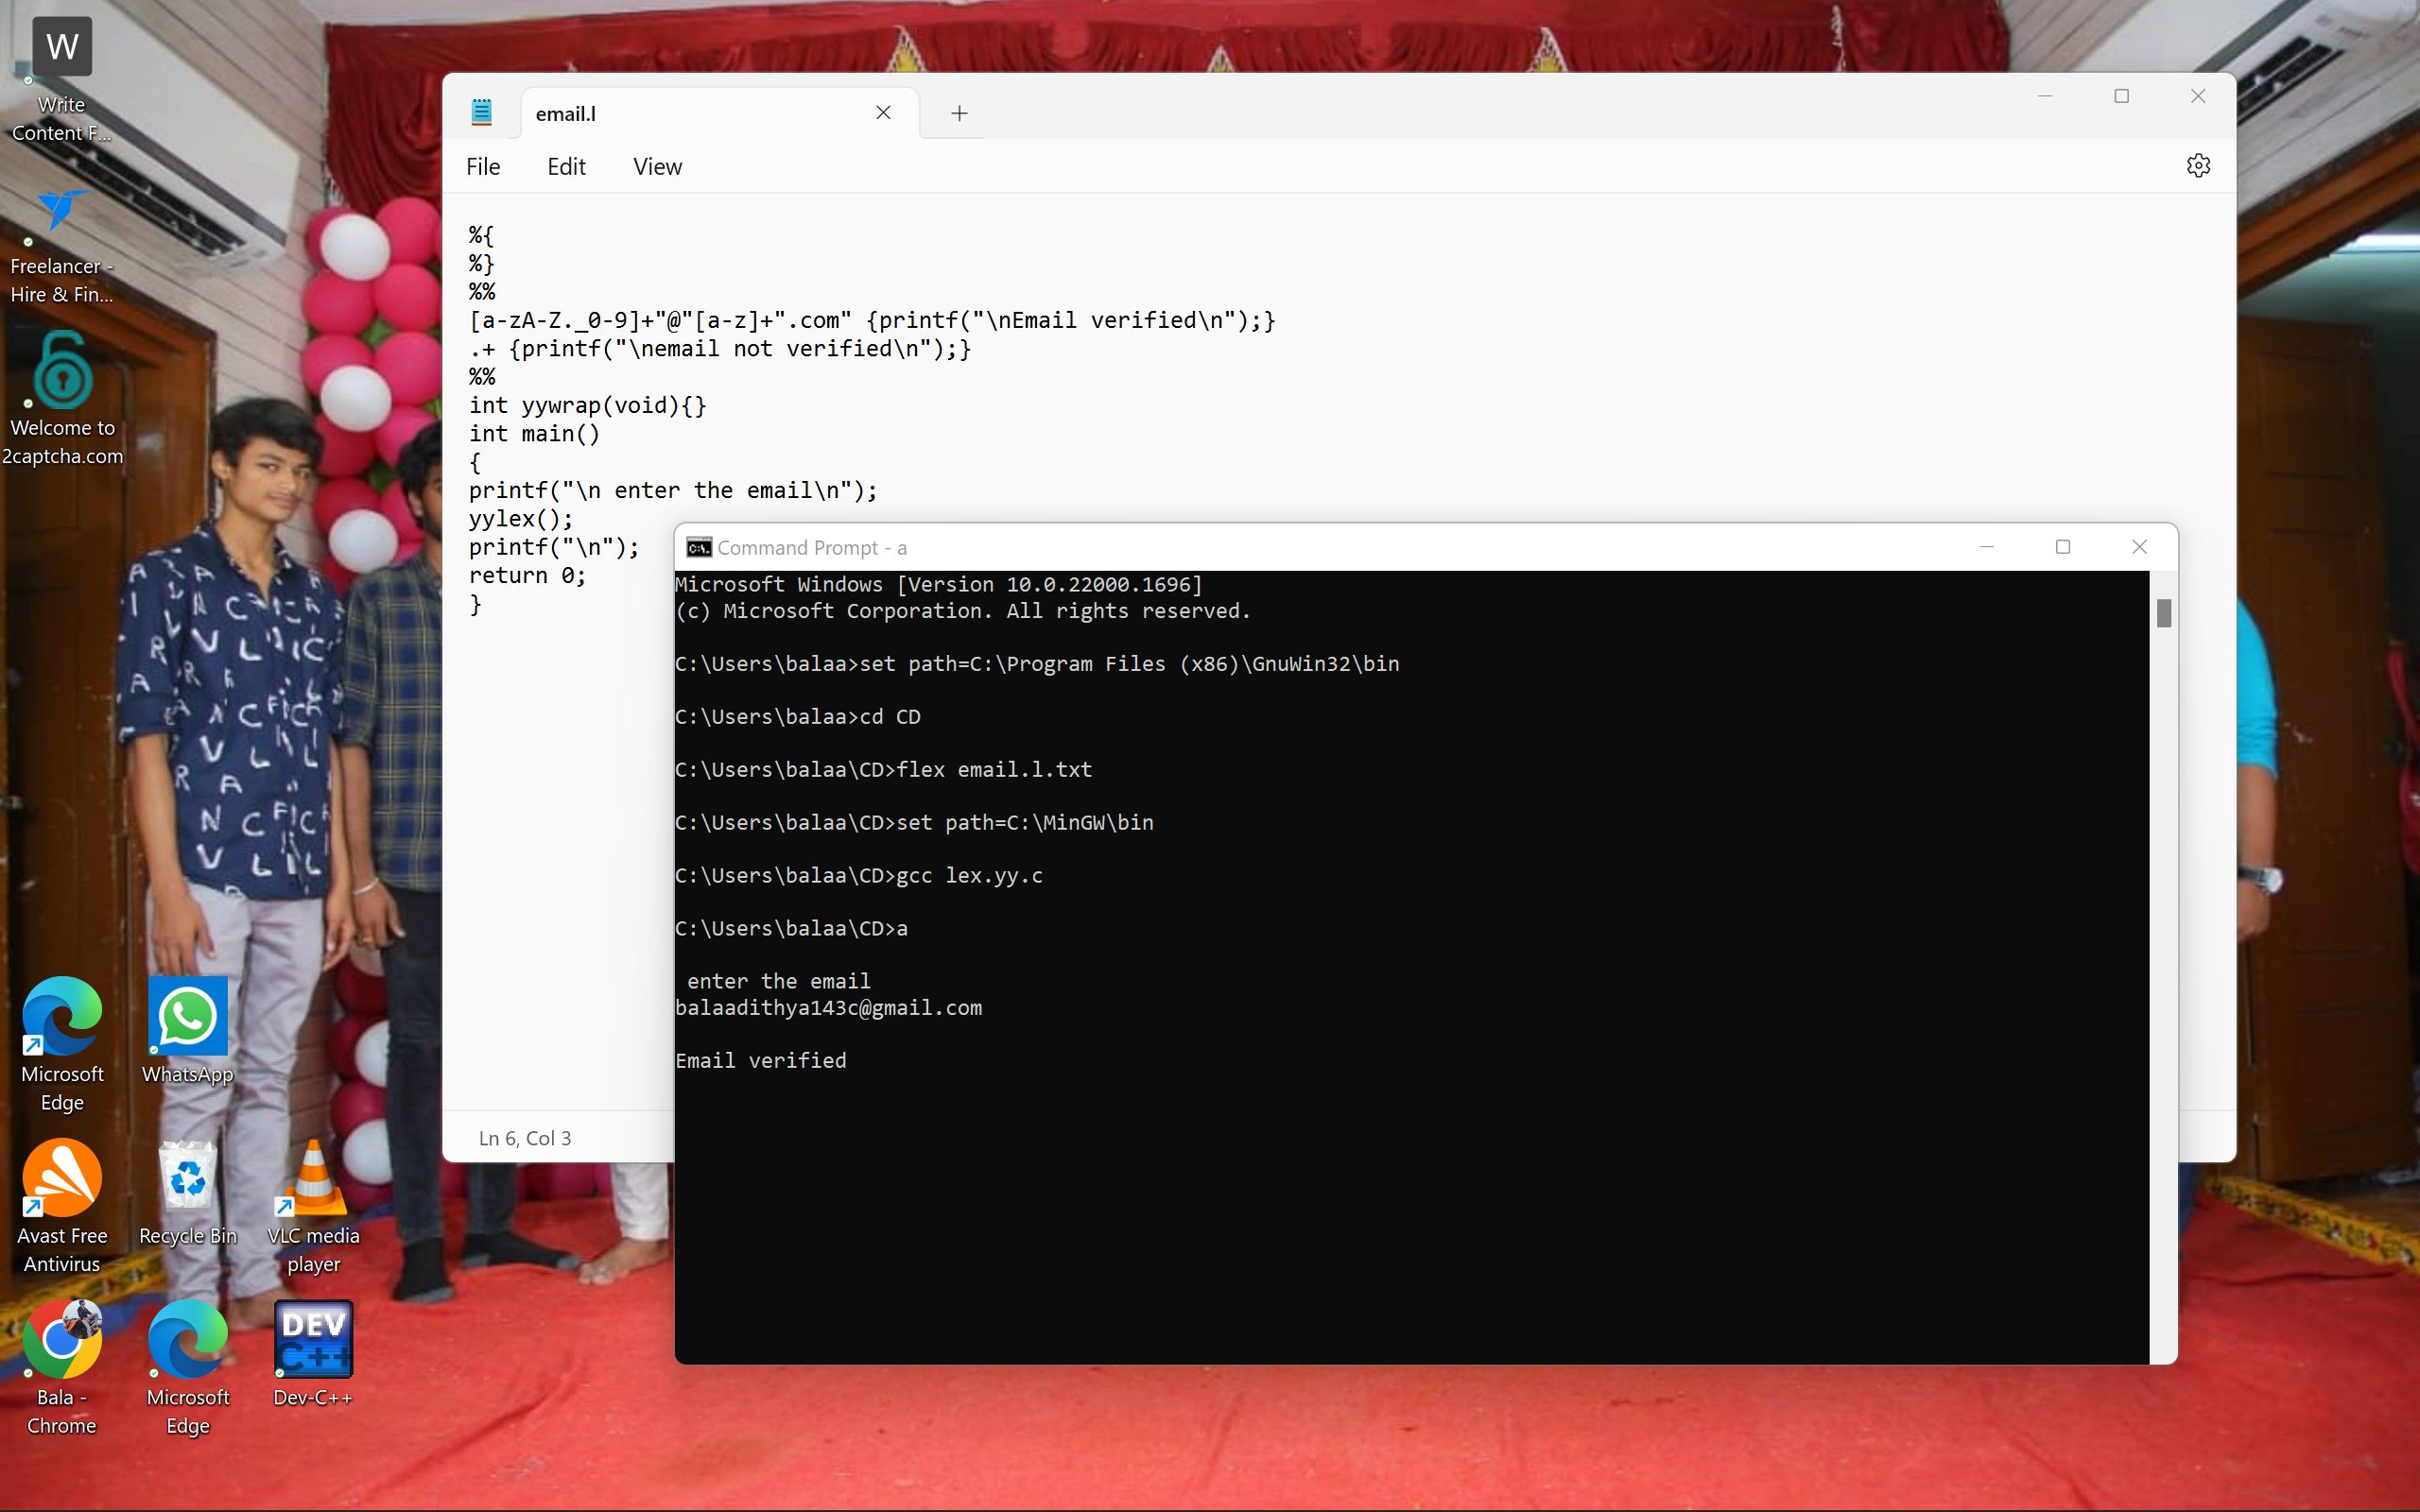 W
Write
Content F...
Freelancer -
Hire & Fin...
Welcome to
2captcha.com
Microsoft
Edge
WhatsApp
Avast Free
Antivirus
Recycle Bin
VLC media
player
Bala -
Chrome
Microsoft
Edge
DEV
C++
Dev-C++
email.l
File Edit View
%{
%}
%%
[a-zA-Z._0-9]+"@"[a-z]+".com" {printf("\nEmail verified\n");}
.+ {printf("\nemail not verified\n");}
%%
int yywrap(void){}
int main()
{
printf("\n enter the email\n");
yylex();
printf("\n");
return 0;
}
Ln 6, Col 3
C:\.
Command Prompt - a
Microsoft Windows [Version 10.0.22000.1696]
(c) Microsoft Corporation. All rights reserved.
C:\Users\balaa>set path=C:\Program Files (x86)\GnuWin32\bin
C:\Users\balaa>cd CD
C:\Users\balaa\CD>flex email.l.txt
C:\Users\balaa\CD>set path=C:\MinGW\bin
C:\Users\balaa\CD>gcc lex.yy.c
C:\Users\balaa\CD>a
enter the email
balaadithya143c@gmail.com
Email verified